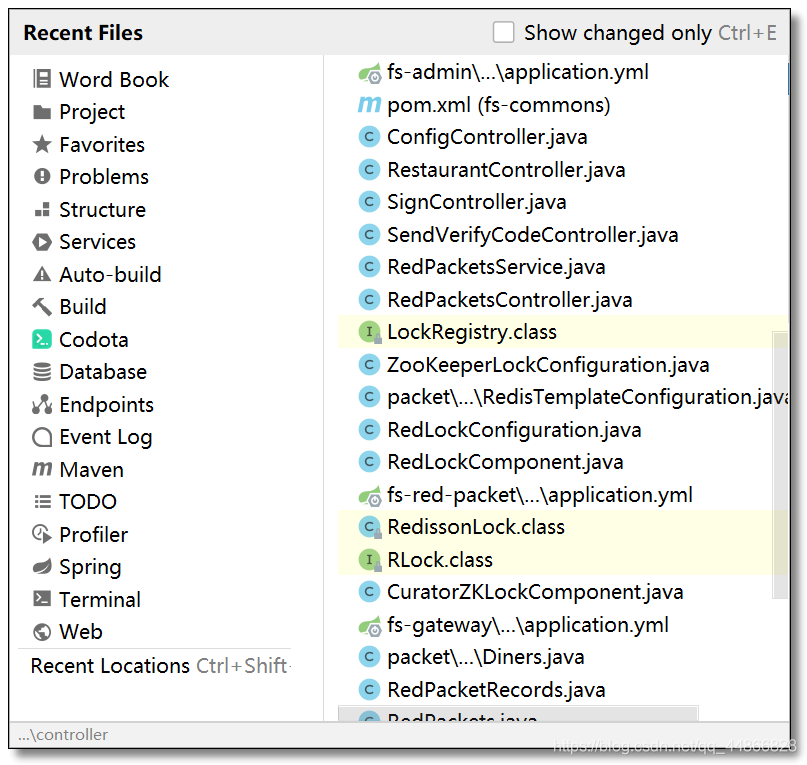 Recent Files
Show changed only Ctrl+E
Word Book
Project
Favorites
Problems
Structure
Services
Auto-build
Build
Codota
Database
Endpoints
Event Log
Maven
TODO
Profiler
Spring
Terminal
Web
Recent Locations Ctrl+Shift
fs-admin\...\application.yml
m pom.xml (fs-commons)
C ConfigController.java
C RestaurantController.java
C SignController.java
C SendVerifyCodeController.java
C RedPacketsService.java
C RedPacketsController.java
I LockRegistry.class
C ZooKeeperLockConfiguration.java
C packet\...\RedisTemplateConfiguration.java
C RedLockConfiguration.java
C RedLockComponent.java
fs-red-packet\...\application.yml
C RedissonLock.class
I RLock.class
C CuratorZKLockComponent.java
fs-gateway\...\application.yml
C packet\...\Diners.java
C RedPacketRecords.java
RedPackets.java
...\controller
https://blog.csdn.net/qq_44866828